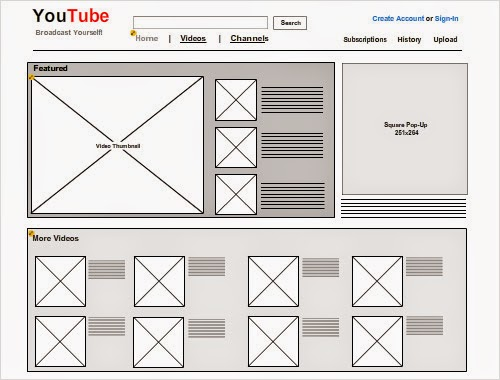 YouTube
Broadcast Yourself!
Search
Create Account or Sign-In
Home | Videos | Channels
Subscriptions History Upload
Featured
Video Thumbnail
Square Pop-Up
251x264
More Videos